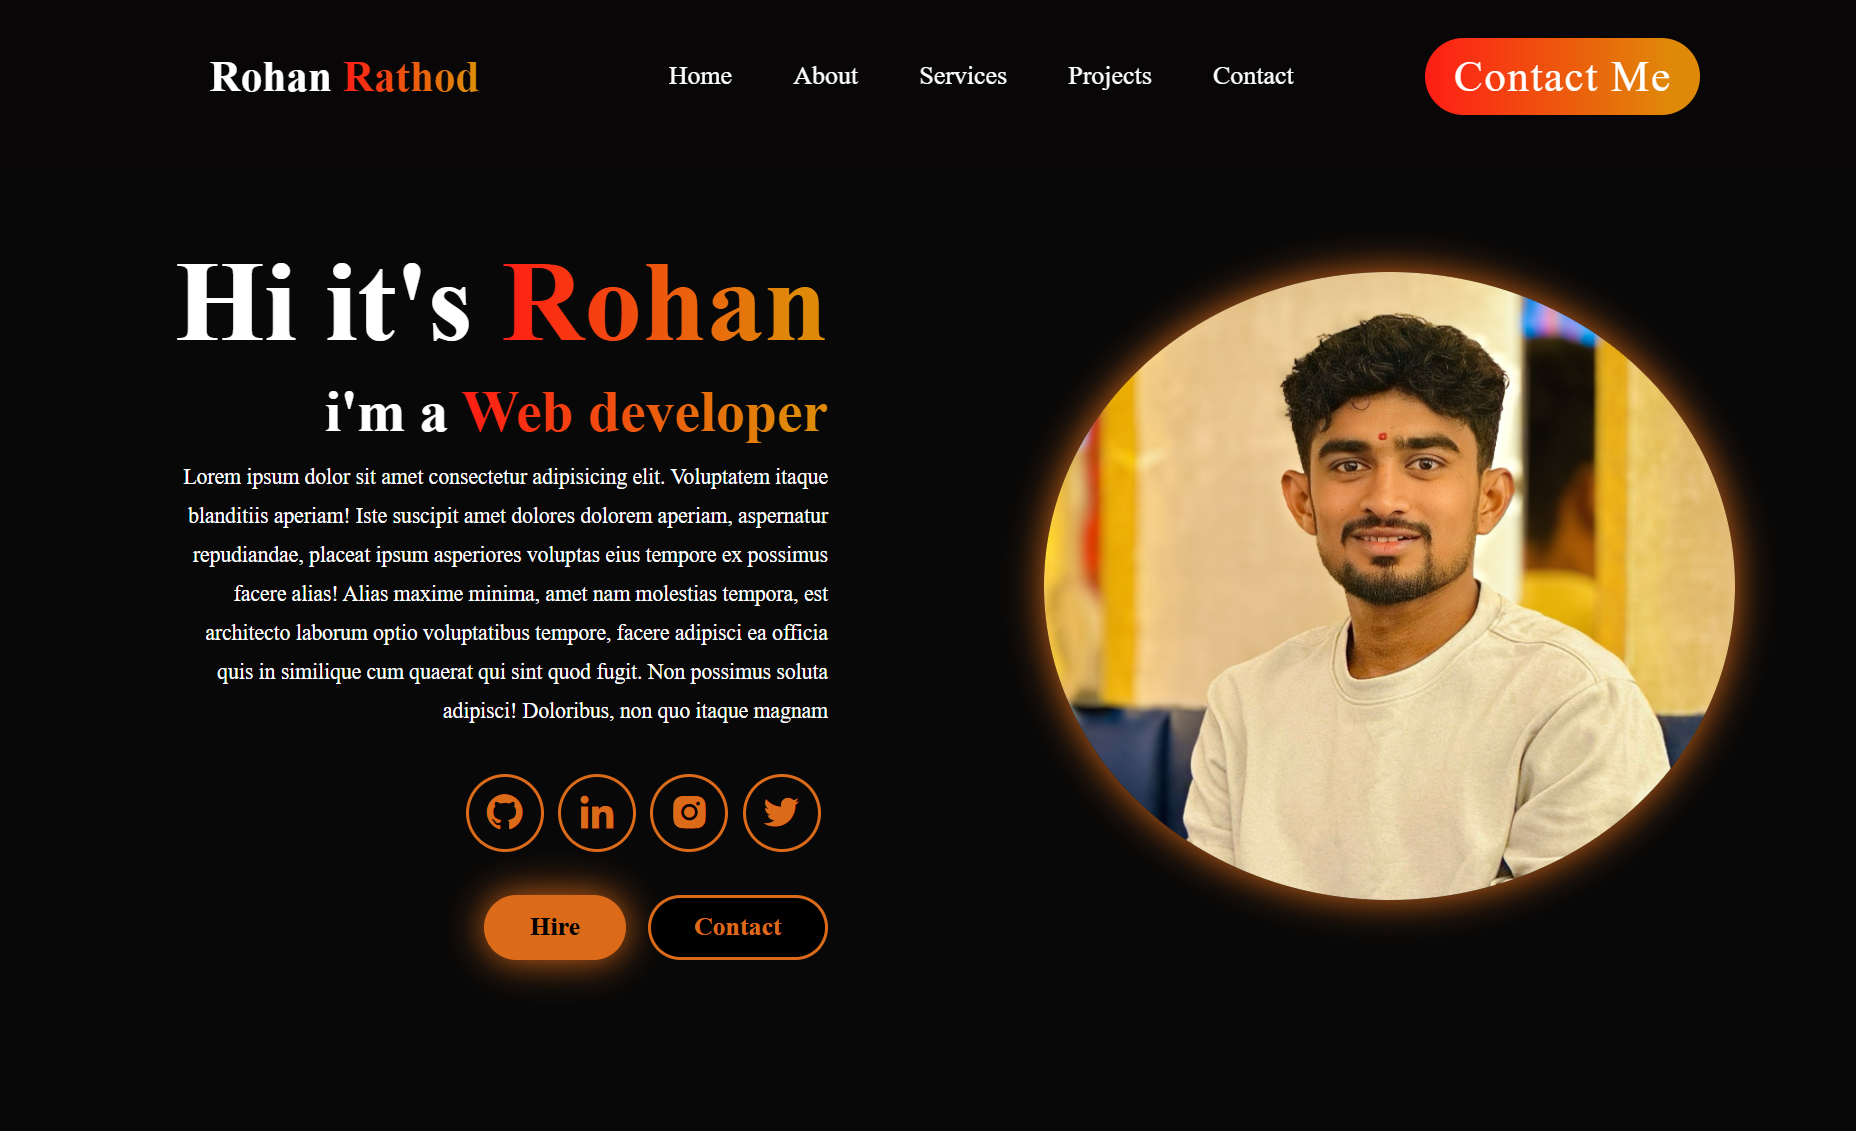 Rohan Rathod
Home About Services Projects Contact
Contact Me
Hi it's Rohan
i'm a Web developer
Lorem ipsum dolor sit amet consectetur adipisicing elit. Voluptatem itaque
blanditiis aperiam! Iste suscipit amet dolores dolorem aperiam, aspernatur
repudiandae, placeat ipsum asperiores voluptas eius tempore ex possimus
facere alias! Alias maxime minima, amet nam molestias tempora, est
architecto laborum optio voluptatibus tempore, facere adipisci ea officia
quis in similique cum quaerat qui sint quod fugit. Non possimus soluta
adipisci! Doloribus, non quo itaque magnam
in
Hire
Contact